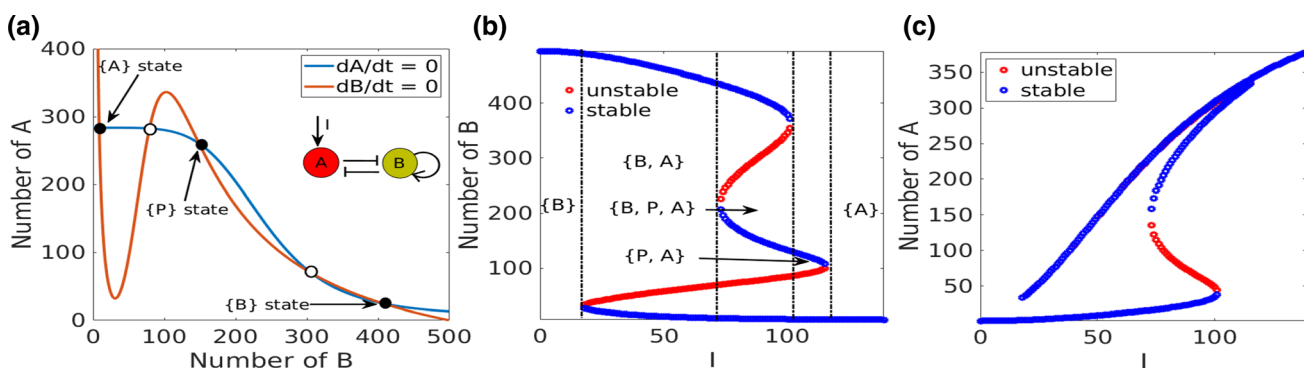 (a)
400
300
200
100
0
Number of A
{A} state
{P} state
{B} state
dA/dt = 0
dB/dt = 0
I
A
B
0 100 200 300 400 500
Number of B
(b)
400
300
200
100
Number of B
unstable
stable
{B, A}
{B}
{B, P, A}
{A}
{P, A}
0 50 100
I
(c)
350
300
250
200
150
100
50
0
Number of A
unstable
stable
0 50 100
I